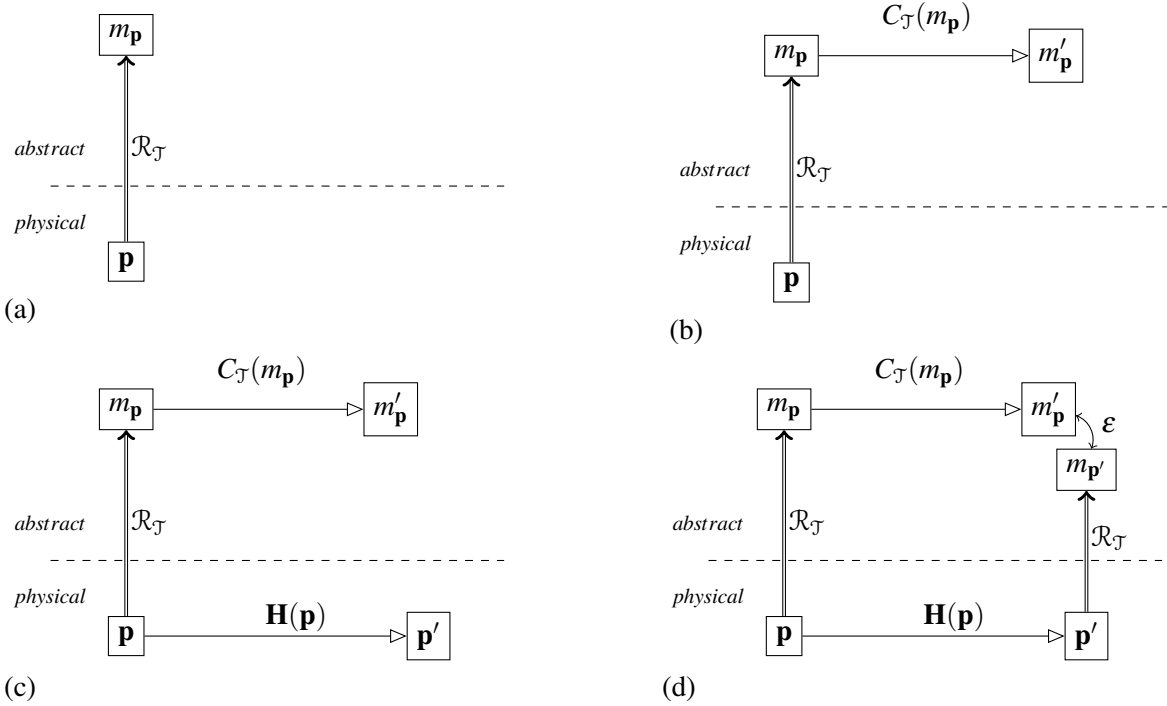 m_p
abstract
ℛ_𝒯
physical
p
(a)
C_𝒯(m_p)
m_p
m′_p
abstract
ℛ_𝒯
physical
p
(b)
C_𝒯(m_p)
m_p
m′_p
abstract
ℛ_𝒯
physical
H(p)
p
p′
(c)
C_𝒯(m_p)
m_p
m′_p
ε
m_p′
abstract
ℛ_𝒯
ℛ_𝒯
physical
H(p)
p
p′
(d)